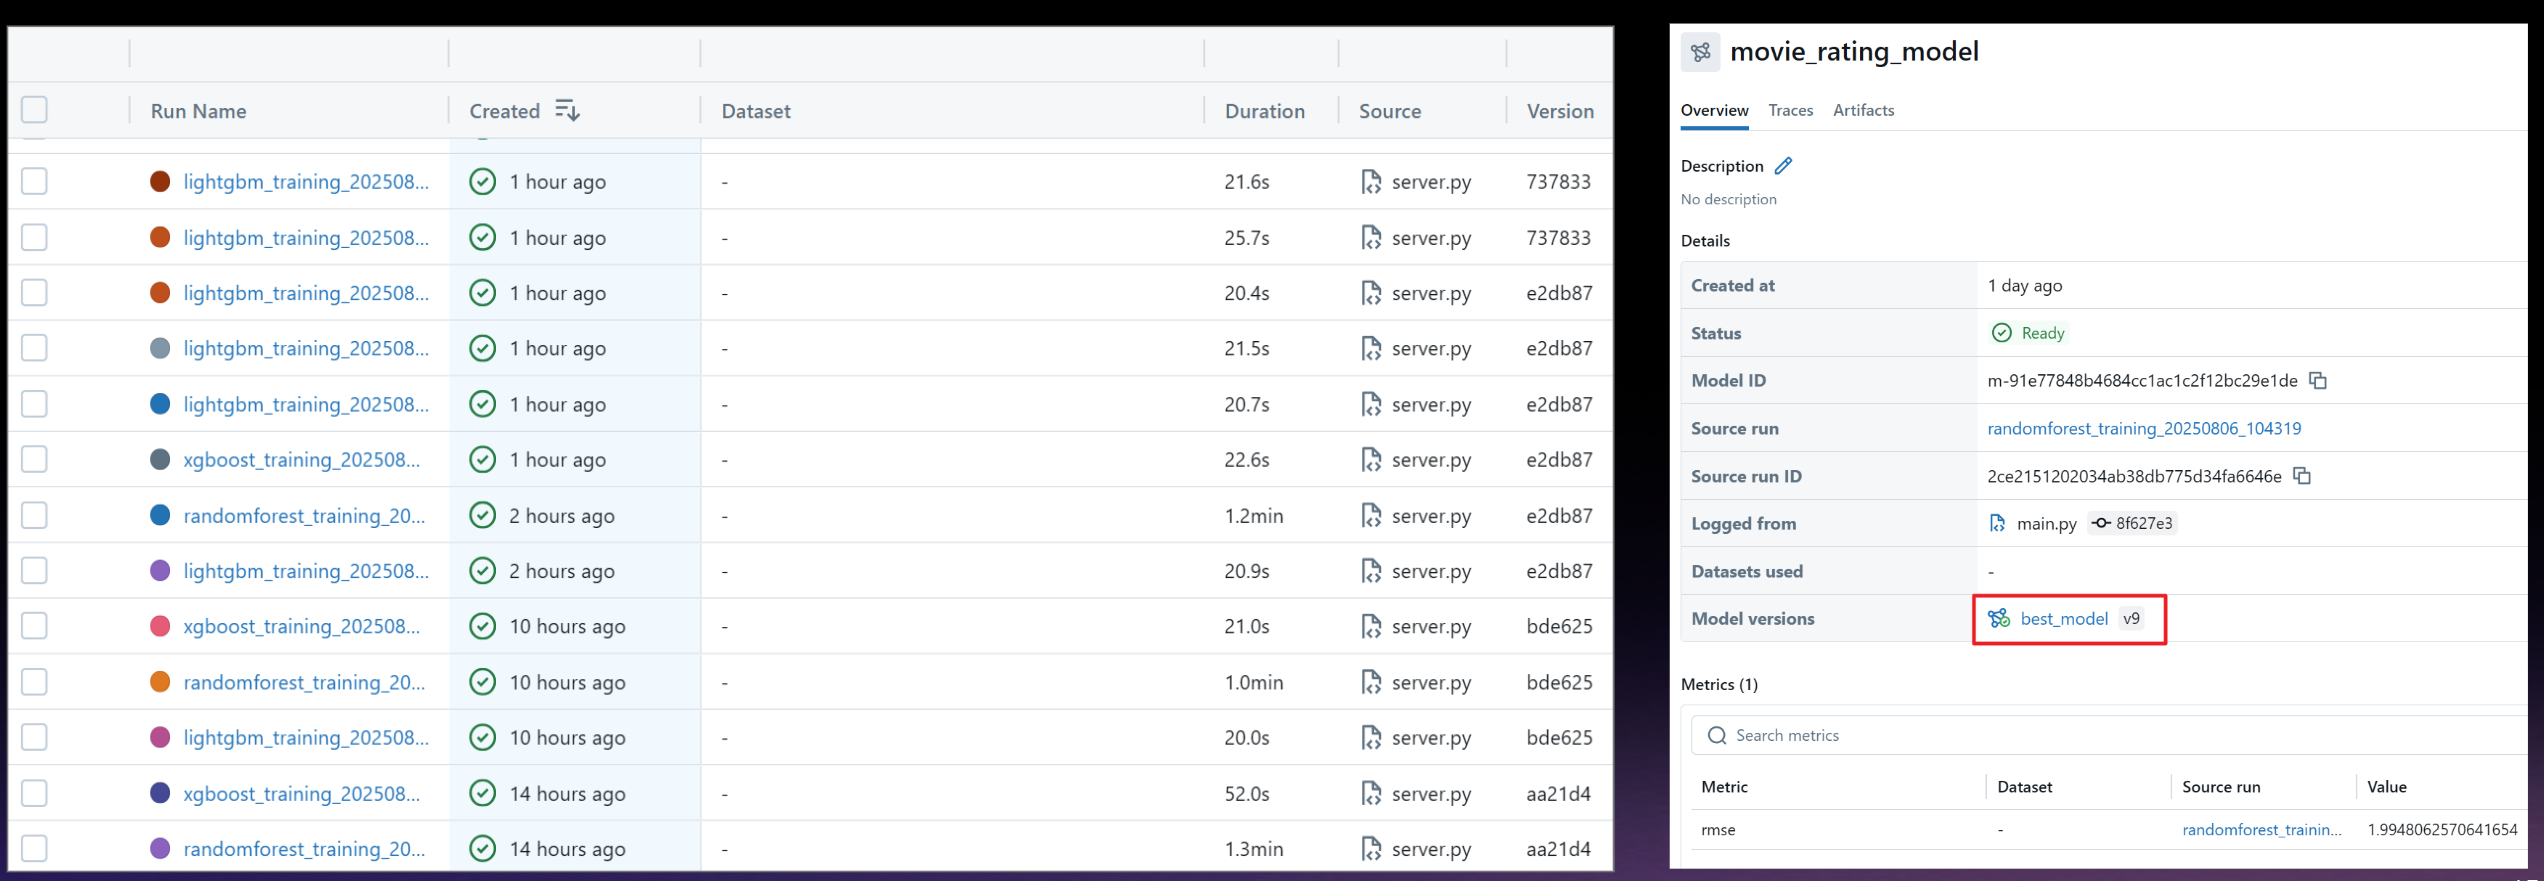 Run Name Created Dataset Duration Source Version
lightgbm_training_202508... 1 hour ago - 21.6s server.py 737833
lightgbm_training_202508... 1 hour ago - 25.7s server.py 737833
lightgbm_training_202508... 1 hour ago - 20.4s server.py e2db87
lightgbm_training_202508... 1 hour ago - 21.5s server.py e2db87
lightgbm_training_202508... 1 hour ago - 20.7s server.py e2db87
xgboost_training_202508... 1 hour ago - 22.6s server.py e2db87
randomforest_training_20... 2 hours ago - 1.2min server.py e2db87
lightgbm_training_202508... 2 hours ago - 20.9s server.py e2db87
xgboost_training_202508... 10 hours ago - 21.0s server.py bde625
randomforest_training_20... 10 hours ago - 1.0min server.py bde625
lightgbm_training_202508... 10 hours ago - 20.0s server.py bde625
xgboost_training_202508... 14 hours ago - 52.0s server.py aa21d4
randomforest_training_20... 14 hours ago - 1.3min server.py aa21d4
movie_rating_model
Overview Traces Artifacts
Description
No description
Details
Created at 1 day ago
Status Ready
Model ID m-91e77848b4684cc1ac1c2f12bc29e1de
Source run randomforest_training_20250806_104319
Source run ID 2ce2151202034ab38db775d34fa6646e
Logged from main.py 8f627e3
Datasets used -
Model versions best_model v9
Metrics (1)
Search metrics
Metric Dataset Source run Value
rmse - randomforest_trainin... 1.9948062570641654